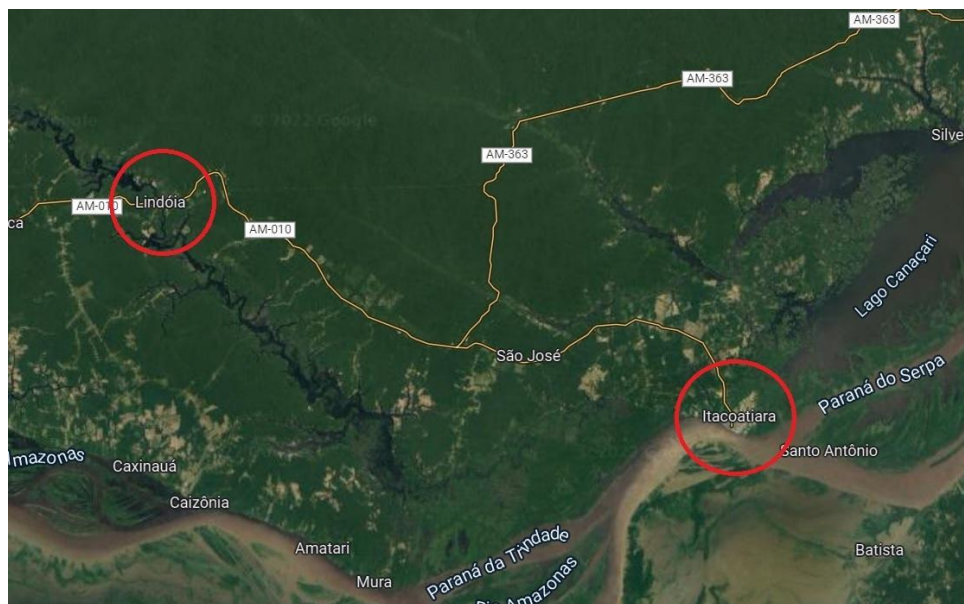 AM-363
AM-363
© 2022 Google
AM-363
Silve
Lindóia
AM-010
ca
AM-010
Lago Canaçari
São José
Paraná do Serpa
Itacoatiara
Santo Antônio
Amazonas
Caxinauá
Caizônia
Amatari
Paraná da Trindade
Batista
Mura
Rio Amazonas